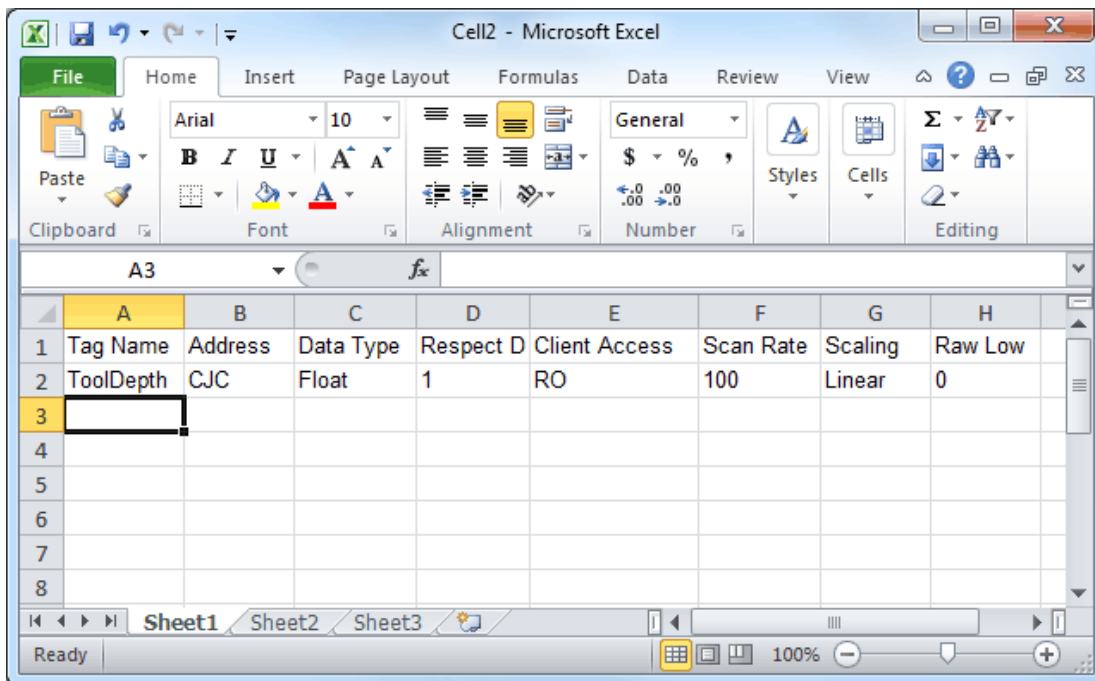 Cell2 - Microsoft Excel
File Home Insert Page Layout Formulas Data Review View
Arial 10 General
B I U A A $ % ,
Paste Styles Cells
Clipboard Font Alignment Number Editing
A3 fx
A B C D E F G H
1 Tag Name Address Data Type Respect D Client Access Scan Rate Scaling Raw Low
2 ToolDepth CJC Float 1 RO 100 Linear 0
3
4
5
6
7
8
Sheet1 Sheet2 Sheet3
Ready 100%